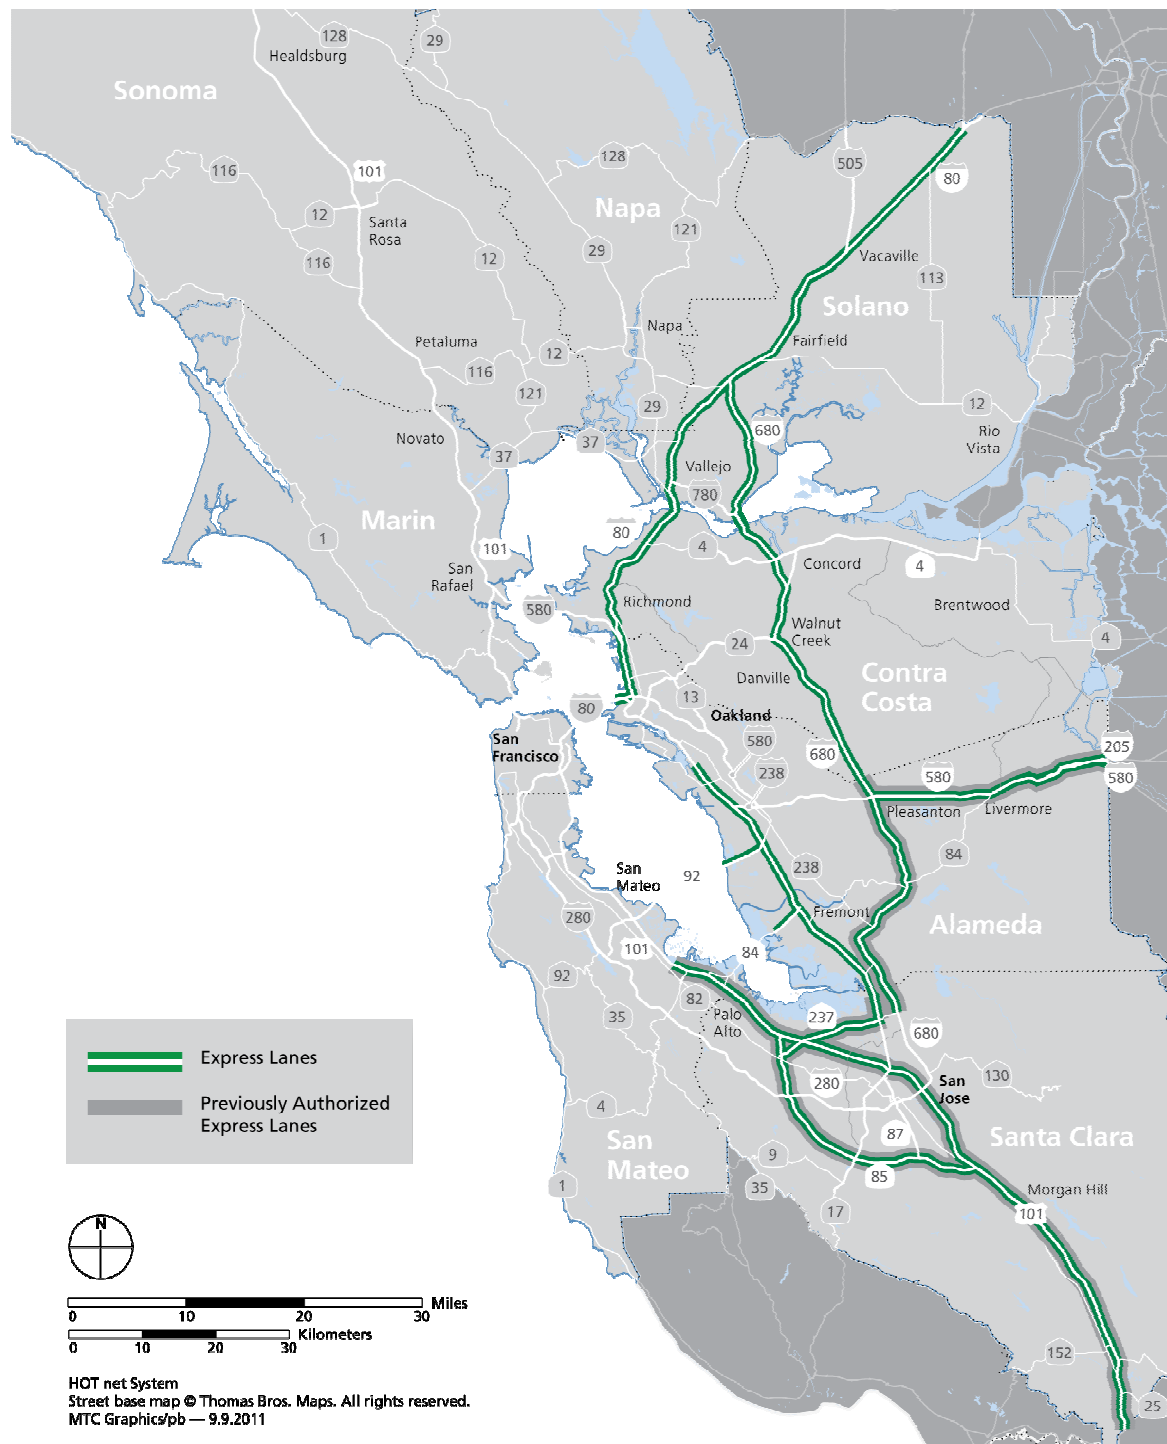 128
29
Healdsburg
Sonoma
116
101
128
505
80
12
Santa
Rosa
Napa
121
116
12
29
Vacaville
113
Solano
Napa
Petaluma
12
Fairfield
116
121
29
12
680
Rio
Vista
Novato
37
37
Vallejo
780
Marin
1
101
80
4
4
San
Rafael
Concord
580
Richmond
Brentwood
Walnut
Creek
24
4
Danville
Contra
Costa
13
80
Oakland
San
Francisco
580
680
205
238
580
580
Pleasanton
Livermore
84
San
Mateo
92
238
280
Fremont
Alameda
101
84
92
82
35
Palo
Alto
237
680
280
San
Jose
130
4
87
Santa Clara
San
Mateo
9
85
1
35
Morgan Hill
17
101
152
25
Express Lanes
Previously Authorized
Express Lanes
N
Miles
0 10 20 30
Kilometers
0 10 20 30
HOT net System
Street base map © Thomas Bros. Maps. All rights reserved.
MTC Graphics/pb — 9.9.2011